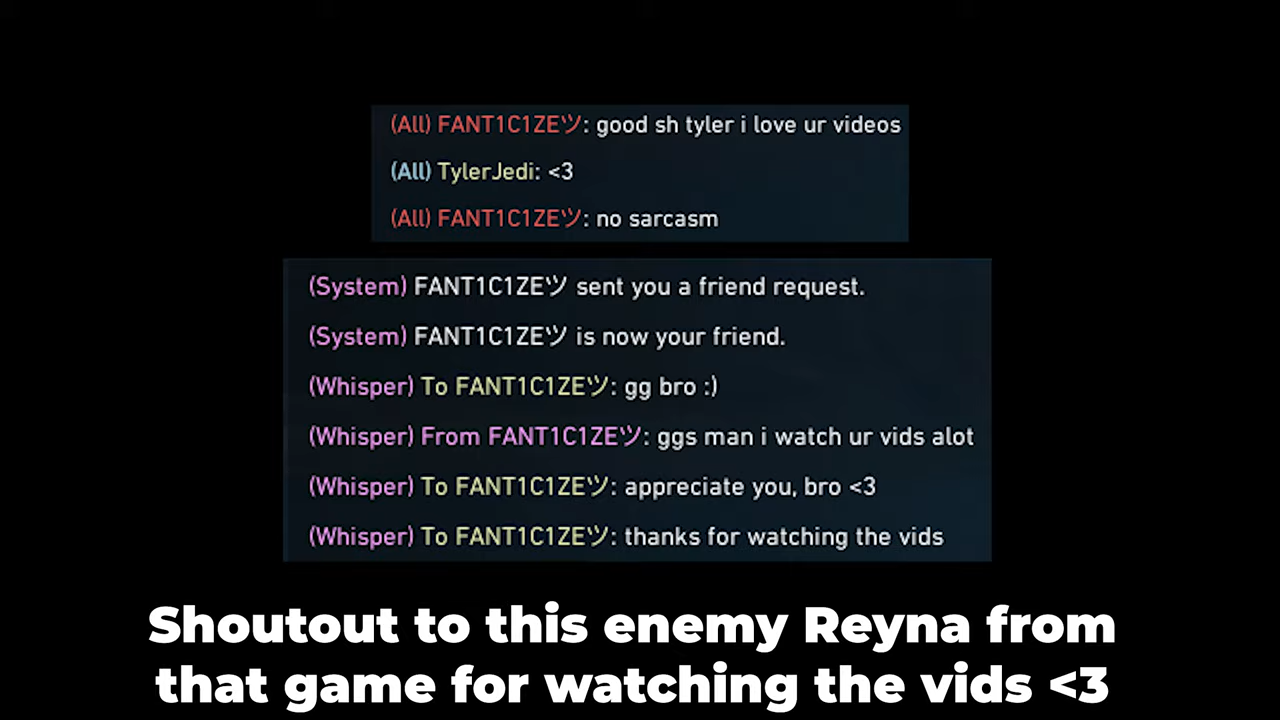 (All) FANT1C1ZEツ: good sh tyler i love ur videos
(All) TylerJedi: <3
(All) FANT1C1ZEツ: no sarcasm
(System) FANT1C1ZEツ sent you a friend request.
(System) FANT1C1ZEツ is now your friend.
(Whisper) To FANT1C1ZEツ: gg bro :)
(Whisper) From FANT1C1ZEツ: ggs man i watch ur vids alot
(Whisper) To FANT1C1ZEツ: appreciate you, bro <3
(Whisper) To FANT1C1ZEツ: thanks for watching the vids
Shoutout to this enemy Reyna from
that game for watching the vids <3